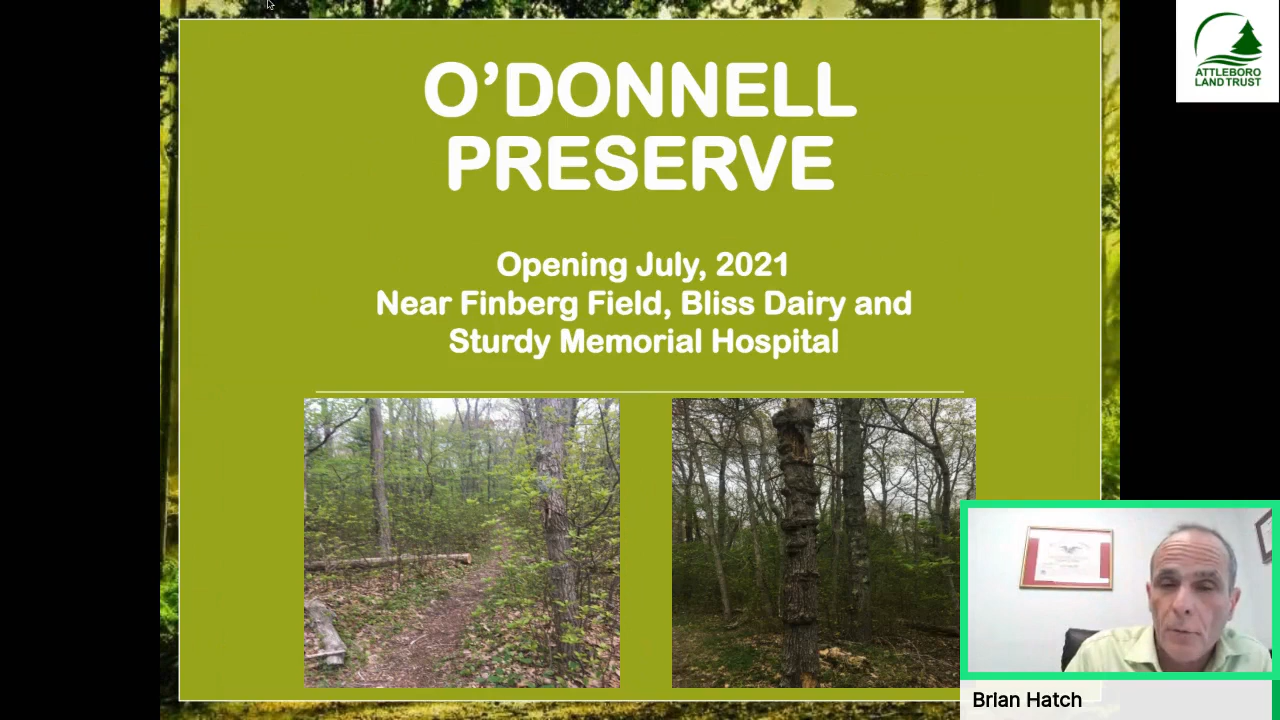 O’DONNELL
PRESERVE
Opening July, 2021
Near Finberg Field, Bliss Dairy and
Sturdy Memorial Hospital
ATTLEBORO
LAND TRUST
Brian Hatch